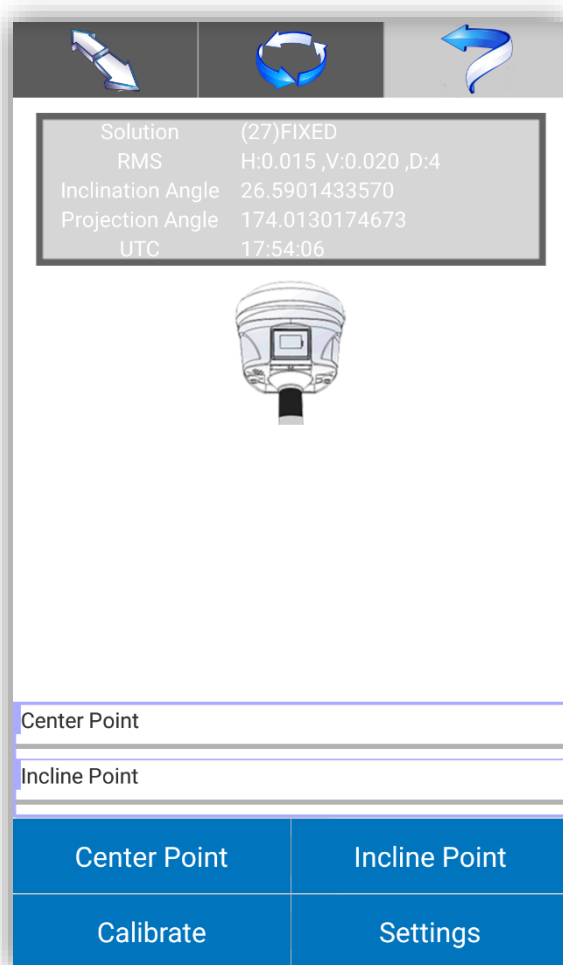 Solution (27)FIXED
RMS H:0.015 ,V:0.020 ,D:4
Inclination Angle 26.5901433570
Projection Angle 174.0130174673
UTC 17:54:06
Center Point
Incline Point
Center Point Incline Point
Calibrate Settings